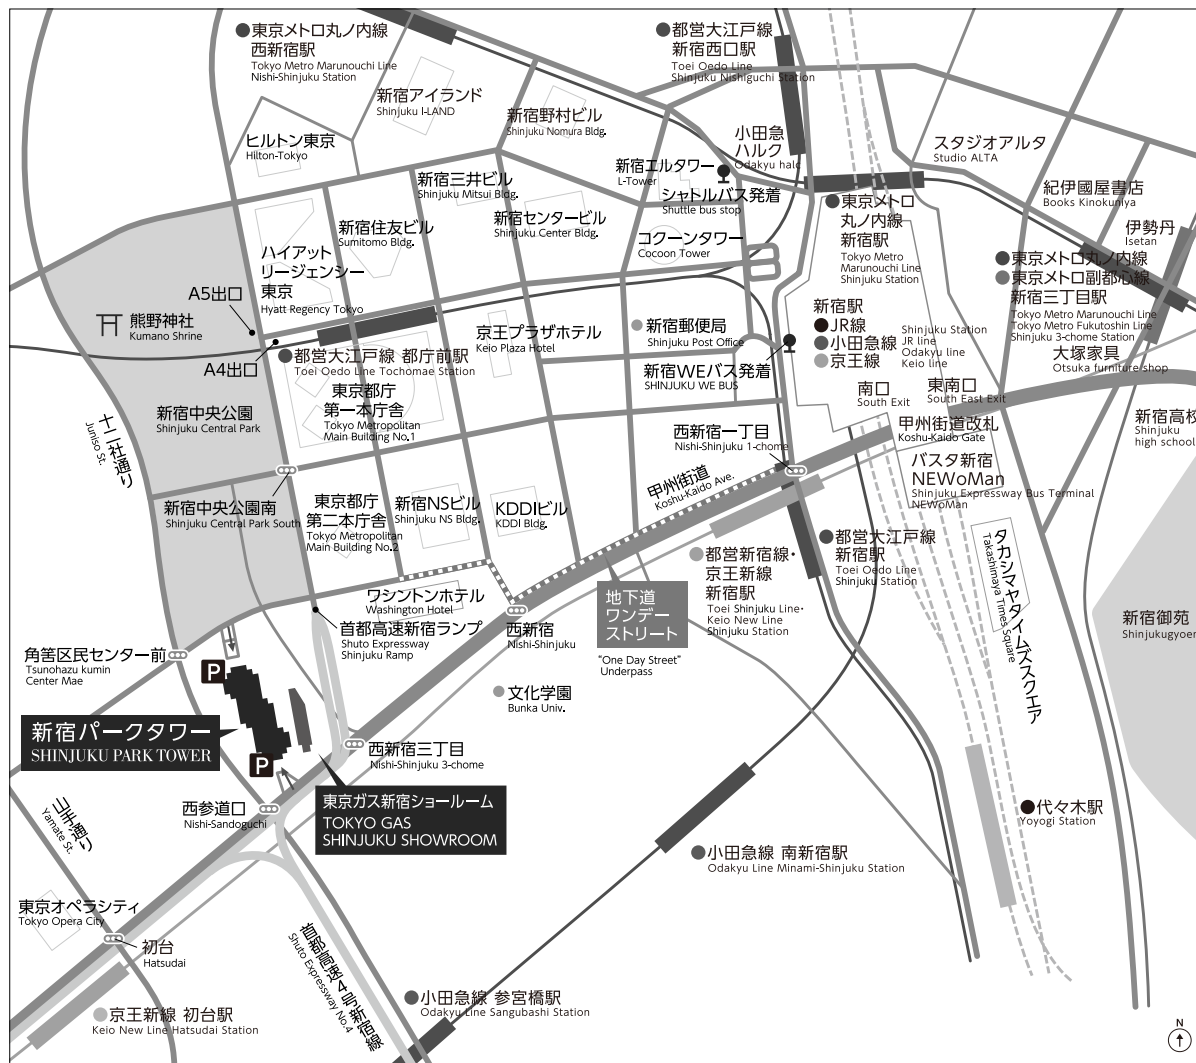 東京メトロ丸ノ内線
西新宿駅
Tokyo Metro Marunouchi Line
Nishi-Shinjuku Station
都営大江戸線
新宿西口駅
Toei Oedo Line
Shinjuku Nishiguchi Station
新宿アイランド
Shinjuku I-LAND
新宿野村ビル
Shinjuku Nomura Bldg.
ヒルトン東京
Hilton-Tokyo
小田急
ハルク
Odakyu halc
スタジオアルタ
Studio ALTA
新宿エルタワー
L-Tower
シャトルバス発着
Shuttle bus stop
新宿三井ビル
Shinjuku Mitsui Bldg.
紀伊國屋書店
Books Kinokuniya
新宿住友ビル
Sumitomo Bldg.
新宿センタービル
Shinjuku Center Bldg.
コクーンタワー
Cocoon Tower
東京メトロ
丸ノ内線
新宿駅
Tokyo Metro
Marunouchi Line
Shinjuku Station
伊勢丹
Isetan
東京メトロ丸ノ内線
東京メトロ副都心線
新宿三丁目駅
Tokyo Metro Marunouchi Line
Tokyo Metro Fukutoshin Line
Shinjuku 3-chome Station
ハイアット
リージェンシー
東京
Hyatt Regency Tokyo
A5出口
熊野神社
Kumano Shrine
A4出口
都営大江戸線 都庁前駅
Toei Oedo Line Tochomae Station
京王プラザホテル
Keio Plaza Hotel
新宿郵便局
Shinjuku Post Office
新宿WEバス発着
SHINJUKU WE BUS
新宿駅
JR線
小田急線
京王線
Shinjuku Station
JR line
Odakyu line
Keio line
大塚家具
Otsuka furniture shop
南口
South Exit
東南口
South East Exit
十二社通り
Juniso St.
新宿中央公園
Shinjuku Central Park
東京都庁
第一本庁舎
Tokyo Metropolitan
Main Building No.1
西新宿一丁目
Nishi-Shinjuku 1-chome
甲州街道改札
Koshu-Kaido Gate
新宿高校
Shinjuku
high school
バスタ新宿
NEWoMan
Shinjuku Expressway Bus Terminal
NEWoMan
甲州街道
Koshu-Kaido Ave.
新宿中央公園南
Shinjuku Central Park South
東京都庁
第二本庁舎
Tokyo Metropolitan
Main Building No.2
新宿NSビル
Shinjuku NS Bldg.
KDDIビル
KDDI Bldg.
都営新宿線・
京王新線
新宿駅
Toei Shinjuku Line・
Keio New Line
Shinjuku Station
都営大江戸線
新宿駅
Toei Oedo Line
Shinjuku Station
タカシマヤタイムズスクエア
Takashimaya Times Square
ワシントンホテル
Washington Hotel
首都高速新宿ランプ
Shuto Expressway
Shinjuku Ramp
西新宿
Nishi-Shinjuku
地下道
ワンデー
ストリート
"One Day Street"
Underpass
新宿御苑
Shinjukugyoen
角筈区民センター前
Tsunohazu kumin
Center Mae
P
文化学園
Bunka Univ.
新宿パークタワー
SHINJUKU PARK TOWER
P
西新宿三丁目
Nishi-Shinjuku 3-chome
東京ガス新宿ショールーム
TOKYO GAS
SHINJUKU SHOWROOM
西参道口
Nishi-Sandoguchi
山手通り
Yamate St.
代々木駅
Yoyogi Station
小田急線 南新宿駅
Odakyu Line Minami-Shinjuku Station
東京オペラシティ
Tokyo Opera City
初台
Hatsudai
首都高速4号新宿線
Shuto Expressway No.4
京王新線 初台駅
Keio New Line Hatsudai Station
小田急線 参宮橋駅
Odakyu Line Sangubashi Station
N